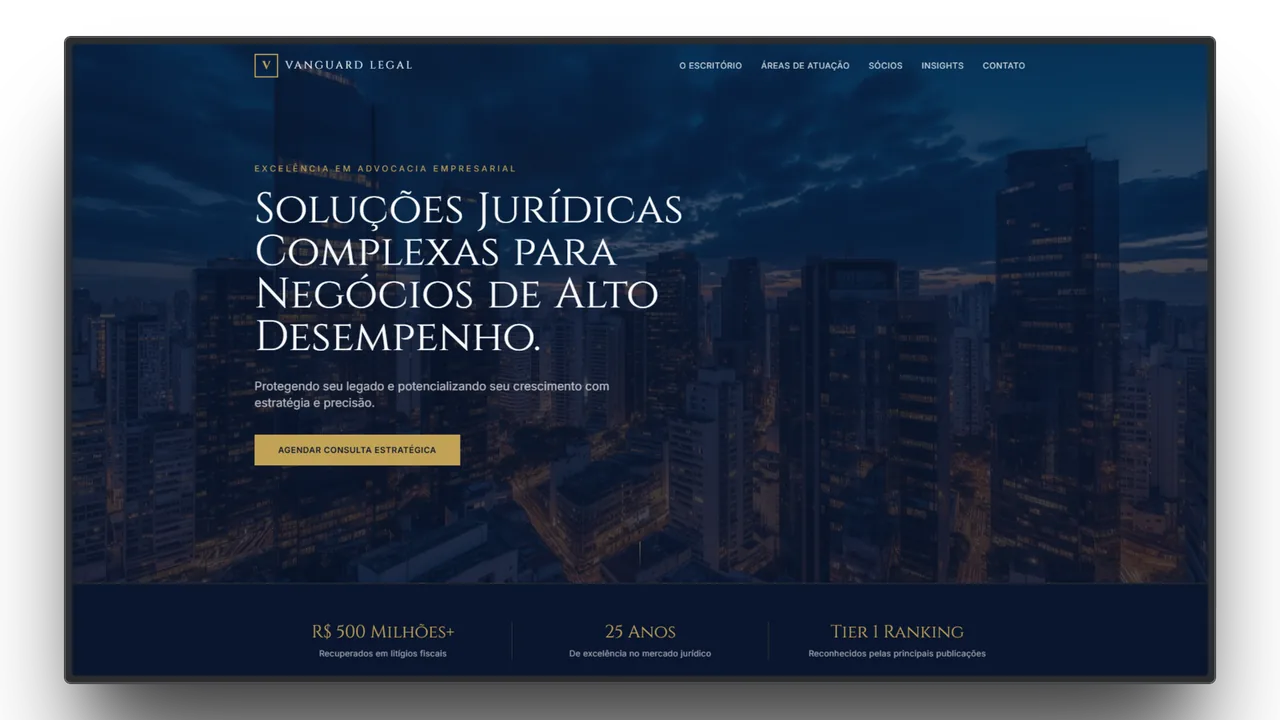 V VANGUARD LEGAL
O ESCRITÓRIO ÁREAS DE ATUAÇÃO SÓCIOS INSIGHTS CONTATO
EXCELÊNCIA EM ADVOCACIA EMPRESARIAL
Soluções Jurídicas
Complexas para
Negócios de Alto
Desempenho.
Protegendo seu legado e potencializando seu crescimento com
estratégia e precisão.
AGENDAR CONSULTA ESTRATÉGICA
R$ 500 Milhões+
Recuperados em litígios fiscais
25 Anos
De excelência no mercado jurídico
Tier 1 Ranking
Reconhecidos pelas principais publicações